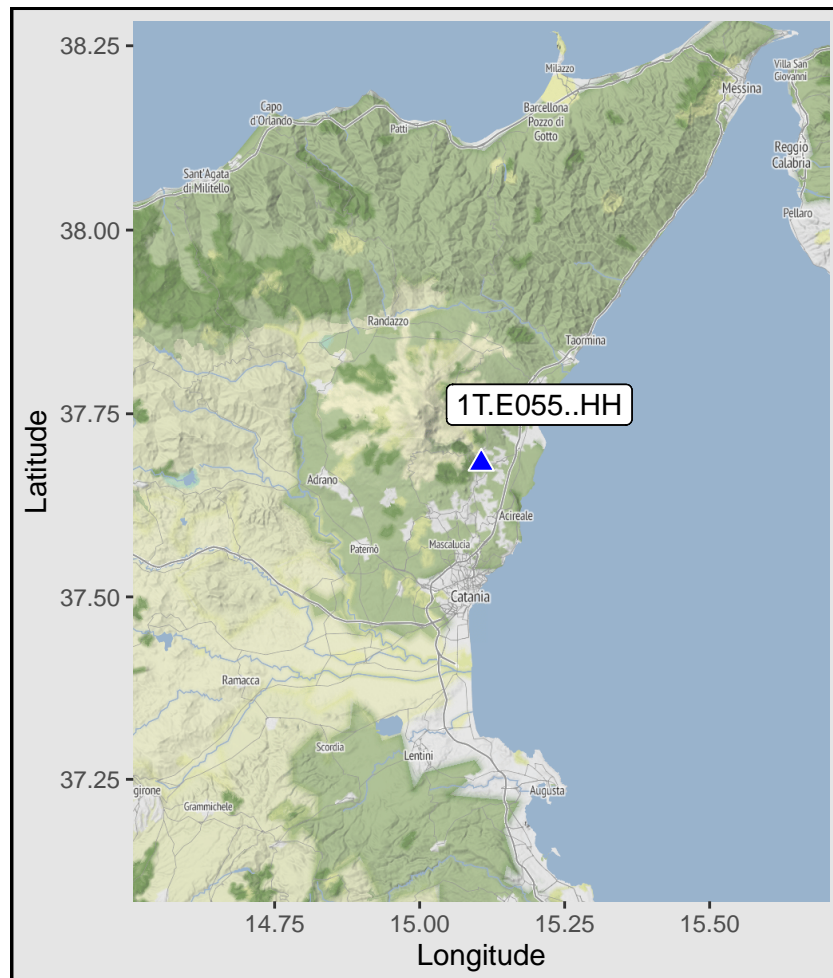 38.25
38.00
37.75
37.50
37.25
Latitude
Milazzo
Villa San
Giovanni
Messina
Capo
d'Orlando
Patti
Barcellona
Pozzo di
Gotto
Reggio
Calabria
Sant'Agata
di Militello
Pellaro
Randazzo
Taormina
1T.E055..HH
Adrano
Acireale
Paternò
Mascalucia
Catania
Ramacca
Scordia
Lentini
Augusta
girone
Grammichele
14.75
15.00
15.25
15.50
Longitude